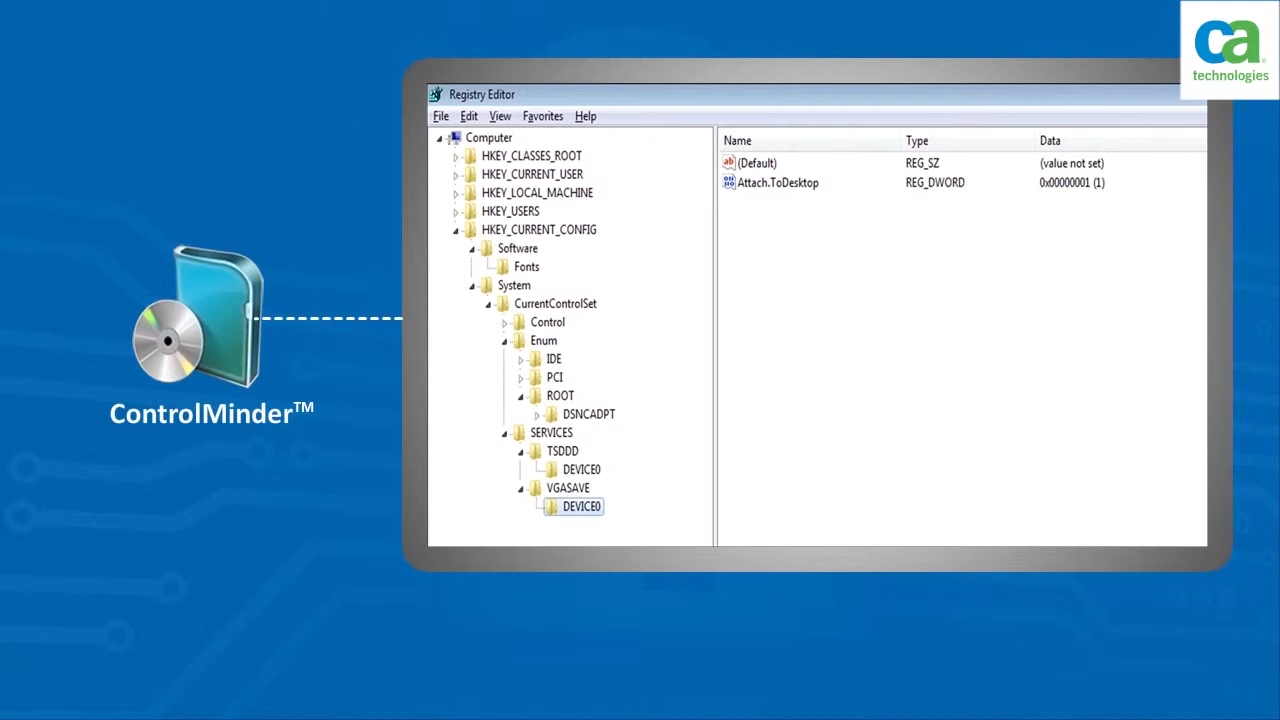 ca
technologies
Registry Editor
File Edit View Favorites Help
Computer
HKEY_CLASSES_ROOT
HKEY_CURRENT_USER
HKEY_LOCAL_MACHINE
HKEY_USERS
HKEY_CURRENT_CONFIG
Software
Fonts
System
CurrentControlSet
Control
Enum
IDE
PCI
ROOT
DSNCADPT
SERVICES
TSDDD
DEVICE0
VGASAVE
DEVICE0
Name Type Data
(Default) REG_SZ (value not set)
Attach.ToDesktop REG_DWORD 0x00000001 (1)
ControlMinder™